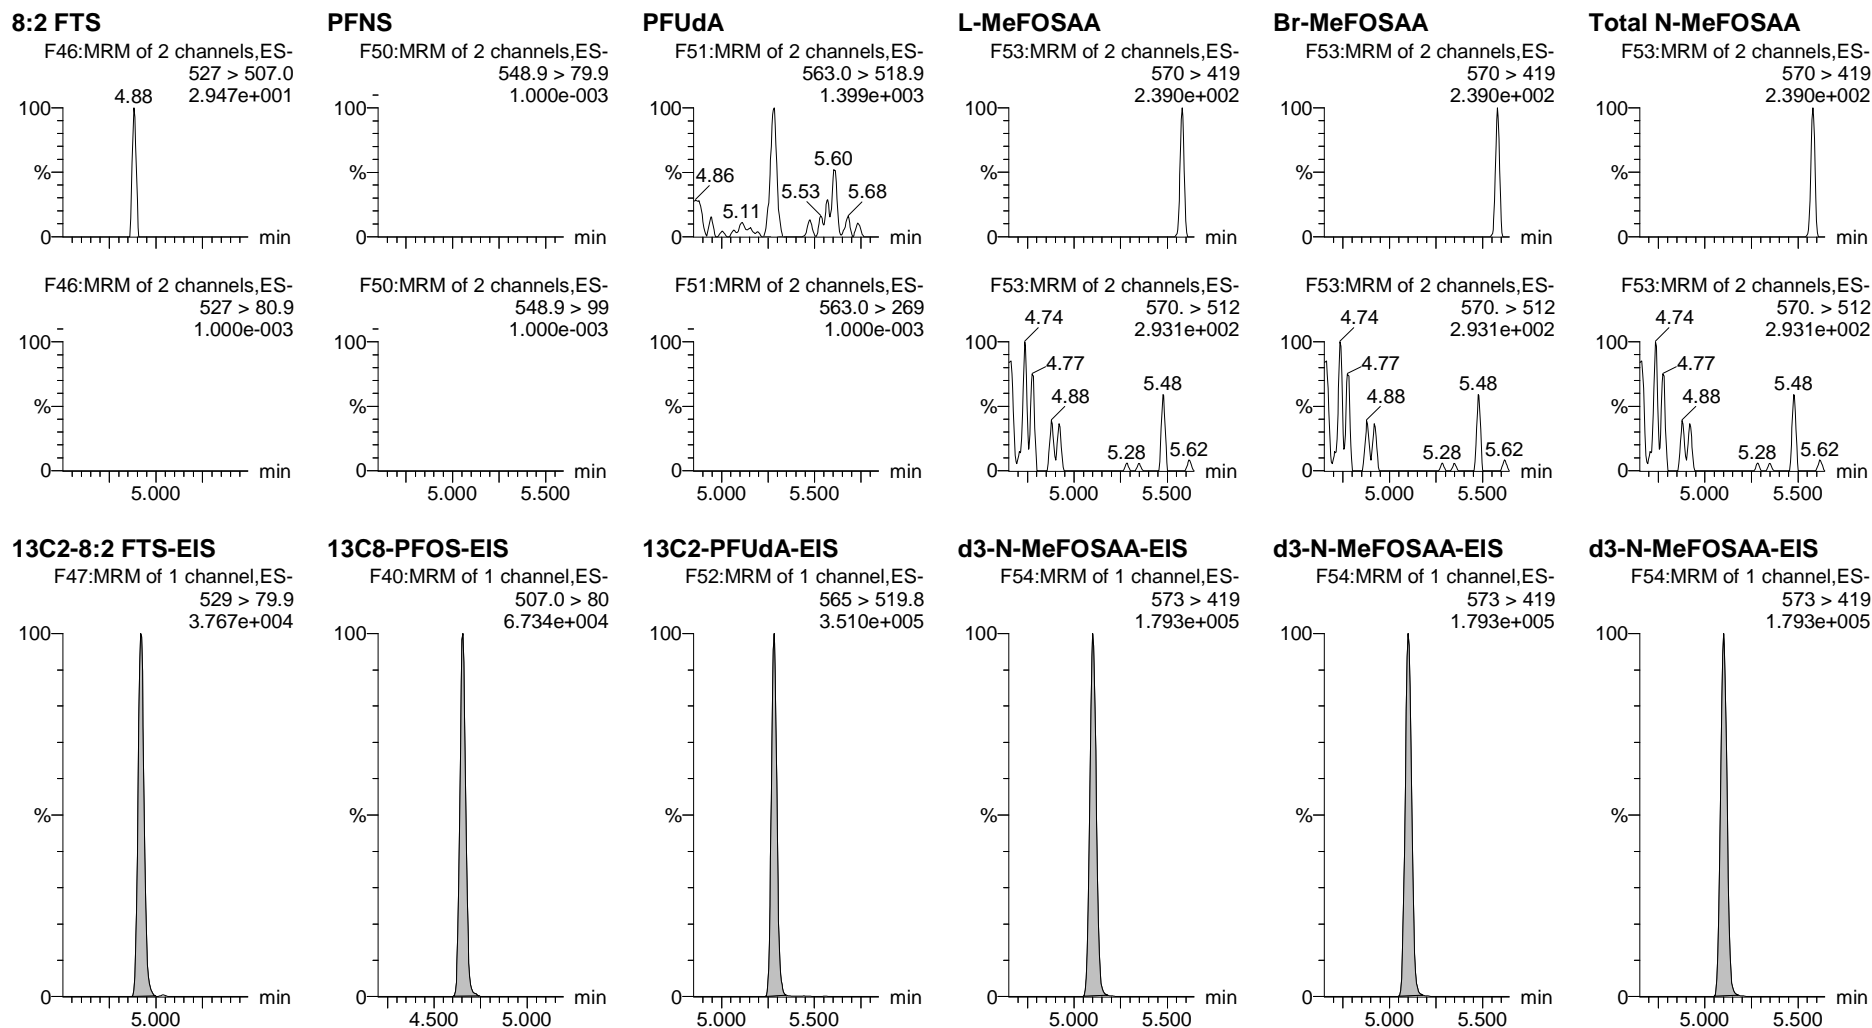 8:2 FTS
F46:MRM of 2 channels,ES-
527 > 507.0
2.947e+001
100
4.88
%
0
min
PFNS
F50:MRM of 2 channels,ES-
548.9 > 79.9
1.000e-003
100
%
0
min
PFUdA
F51:MRM of 2 channels,ES-
563.0 > 518.9
1.399e+003
100
4.86
5.11
5.53
5.60
5.68
%
0
min
L-MeFOSAA
F53:MRM of 2 channels,ES-
570 > 419
2.390e+002
100
%
0
min
Br-MeFOSAA
F53:MRM of 2 channels,ES-
570 > 419
2.390e+002
100
%
0
min
Total N-MeFOSAA
F53:MRM of 2 channels,ES-
570 > 419
2.390e+002
100
%
0
min
F46:MRM of 2 channels,ES-
527 > 80.9
1.000e-003
100
%
0
min
5.000
F50:MRM of 2 channels,ES-
548.9 > 99
1.000e-003
100
%
0
min
5.000 5.500
F51:MRM of 2 channels,ES-
563.0 > 269
1.000e-003
100
%
0
min
5.000 5.500
F53:MRM of 2 channels,ES-
570. > 512
2.931e+002
100
4.74
4.77
4.88
5.28
5.48
5.62
%
0
min
5.000 5.500
F53:MRM of 2 channels,ES-
570. > 512
2.931e+002
100
4.74
4.77
4.88
5.28
5.48
5.62
%
0
min
5.000 5.500
F53:MRM of 2 channels,ES-
570. > 512
2.931e+002
100
4.74
4.77
4.88
5.28
5.48
5.62
%
0
min
5.000 5.500
13C2-8:2 FTS-EIS
F47:MRM of 1 channel,ES-
529 > 79.9
3.767e+004
100
%
0
min
5.000
13C8-PFOS-EIS
F40:MRM of 1 channel,ES-
507.0 > 80
6.734e+004
100
%
0
min
4.500 5.000
13C2-PFUdA-EIS
F52:MRM of 1 channel,ES-
565 > 519.8
3.510e+005
100
%
0
min
5.000 5.500
d3-N-MeFOSAA-EIS
F54:MRM of 1 channel,ES-
573 > 419
1.793e+005
100
%
0
min
5.000 5.500
d3-N-MeFOSAA-EIS
F54:MRM of 1 channel,ES-
573 > 419
1.793e+005
100
%
0
min
5.000 5.500
d3-N-MeFOSAA-EIS
F54:MRM of 1 channel,ES-
573 > 419
1.793e+005
100
%
0
min
5.000 5.500